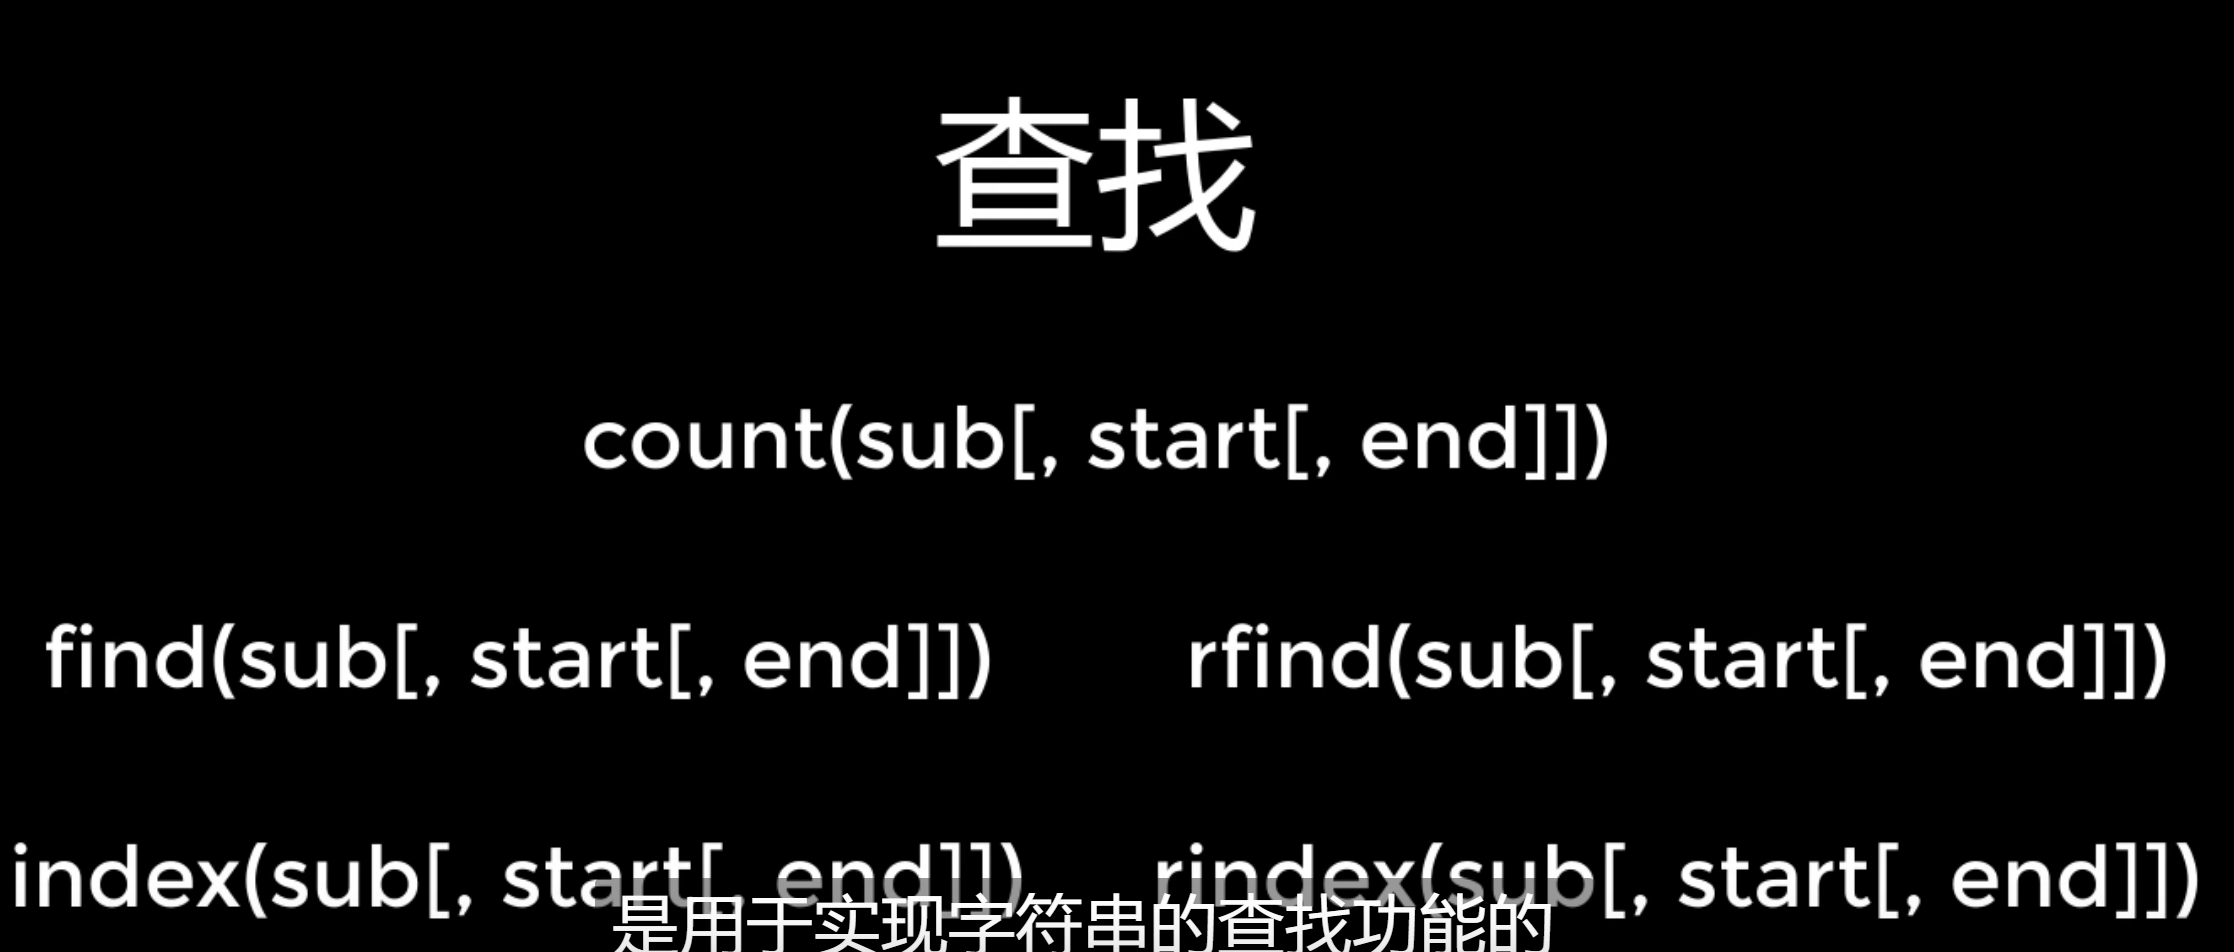 查找
count(sub[, start[, end]])
find(sub[, start[, end]])
rfind(sub[, start[, end]])
index(sub[, start[, end]])
rindex(sub[, start[, end]])
是用于实现字符串的查找功能的